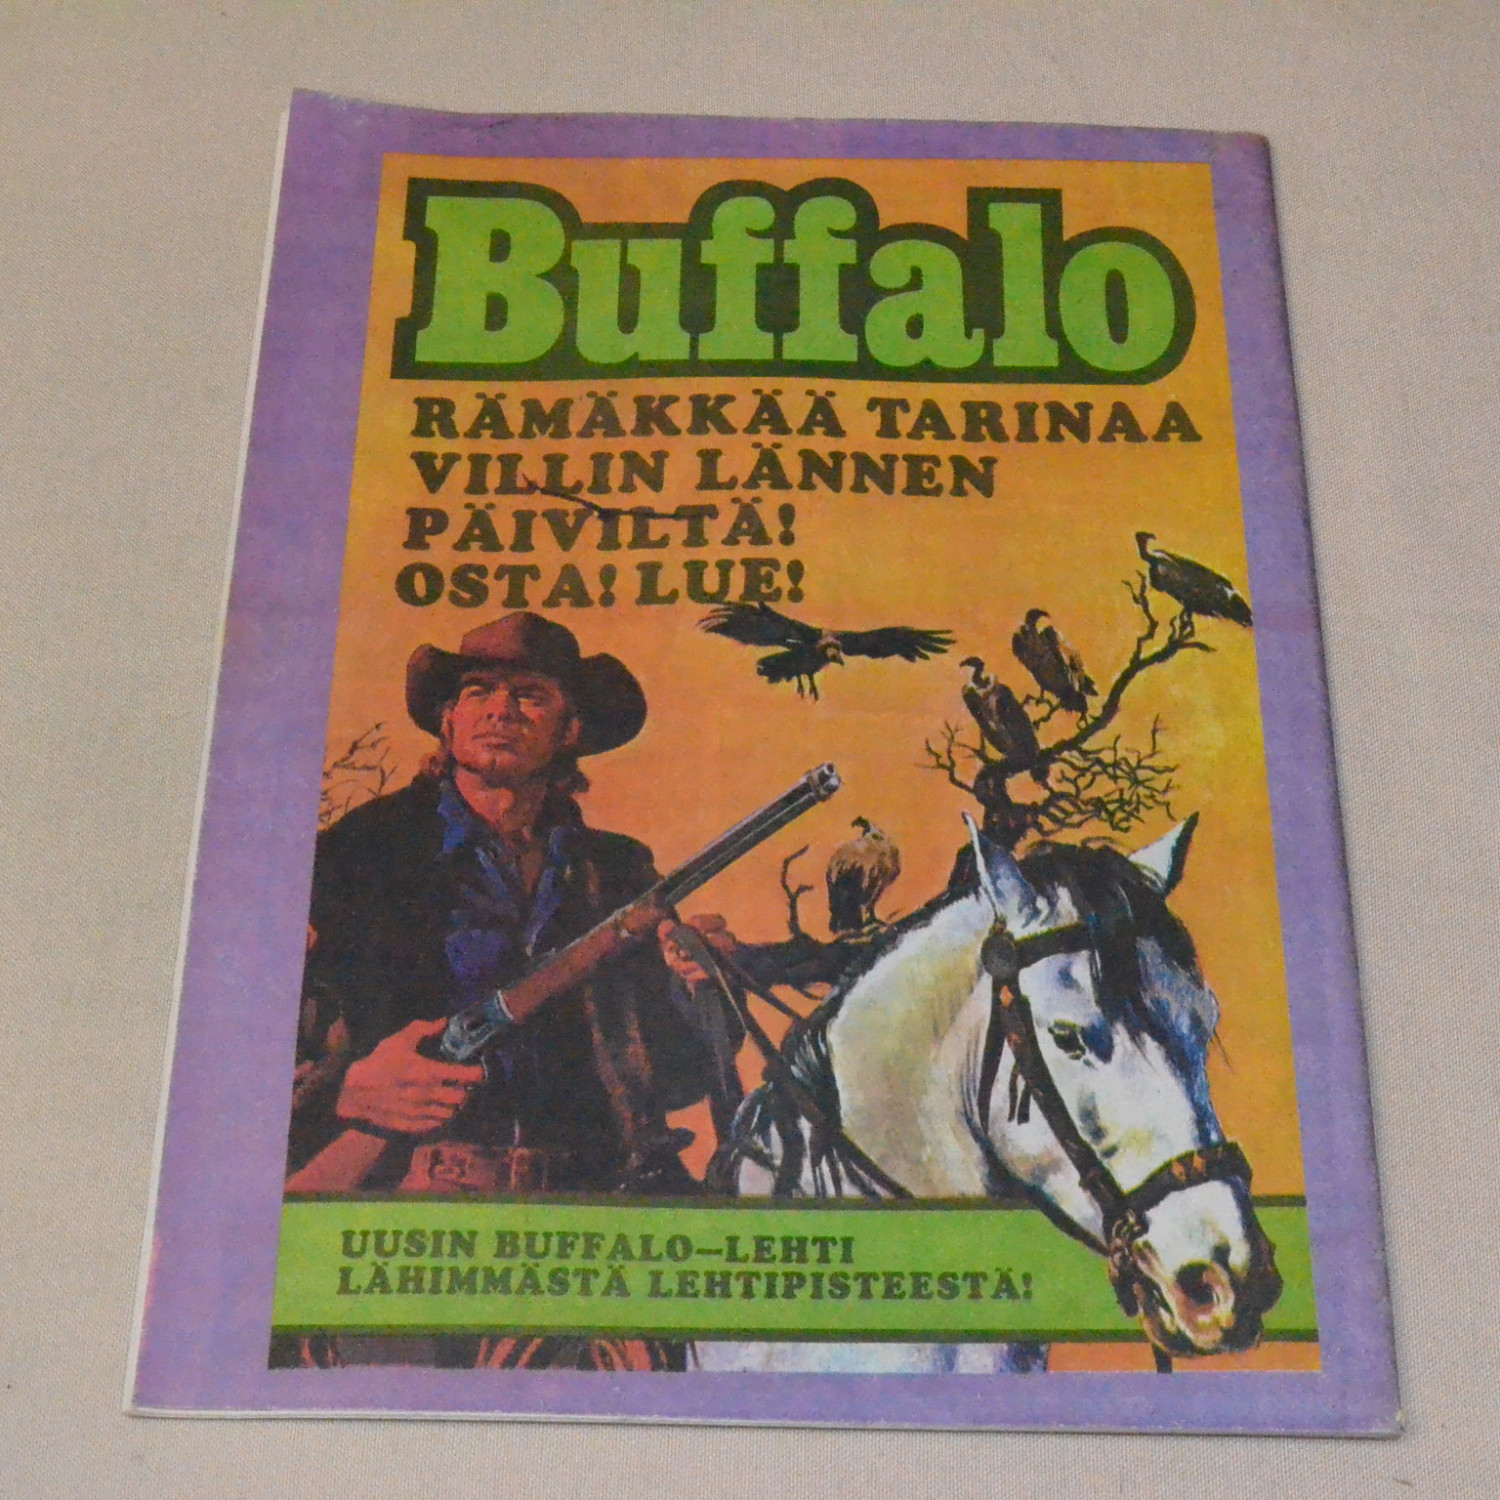 Buffalo
RÄMÄKKÄÄ TARINAA
VILLIN LÄNNEN
PÄIVILTÄ!
OSTA! LUE!
UUSIN BUFFALO–LEHTI
LÄHIMMÄSTÄ LEHTIPISTEESTÄ!